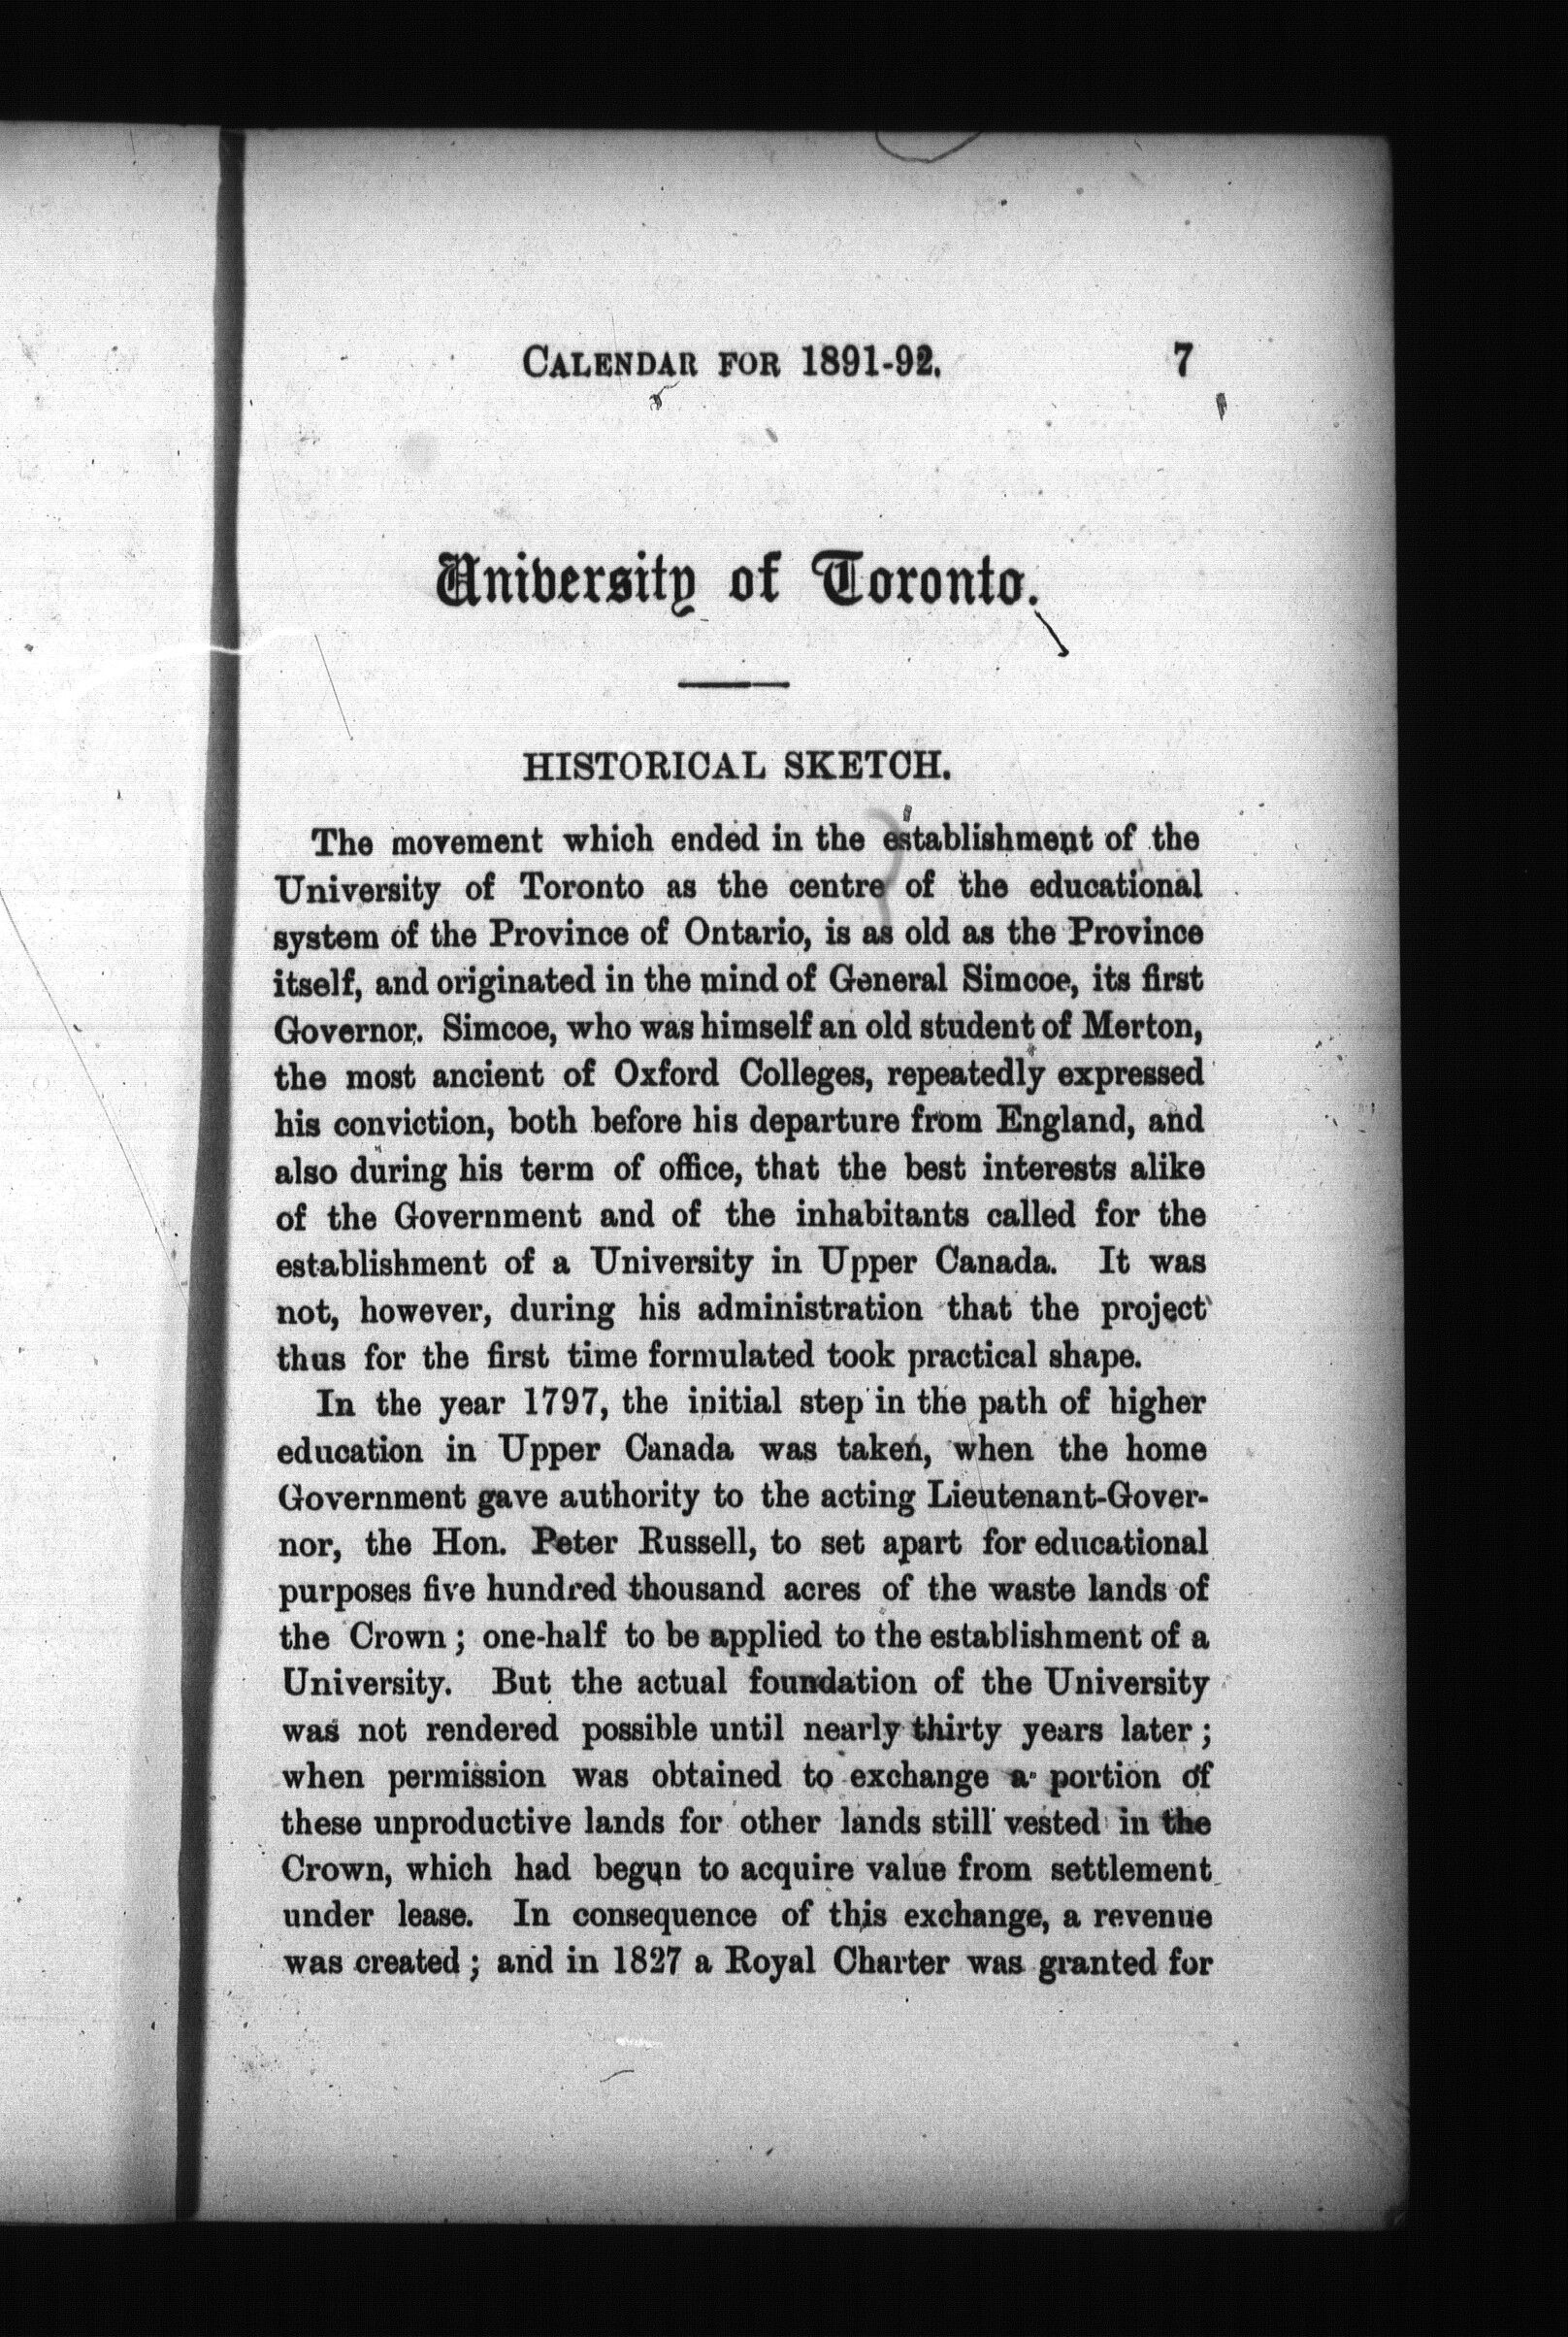 CALENDAR FOR 1891-92. 7
University of Toronto.
HISTORICAL SKETCH.
The movement which ended in the establishment of the
University of Toronto as the centre of the educational
system of the Province of Ontario, is as old as the Province
itself, and originated in the mind of General Simcoe, its first
Governor. Simcoe, who was himself an old student of Merton,
the most ancient of Oxford Colleges, repeatedly expressed
his conviction, both before his departure from England, and
also during his term of office, that the best interests alike
of the Government and of the inhabitants called for the
establishment of a University in Upper Canada. It was
not, however, during his administration that the project
thus for the first time formulated took practical shape.
In the year 1797, the initial step in the path of higher
education in Upper Canada was taken, when the home
Government gave authority to the acting Lieutenant-Gover-
nor, the Hon. Peter Russell, to set apart for educational
purposes five hundred thousand acres of the waste lands of
the Crown; one-half to be applied to the establishment of a
University. But the actual foundation of the University
was not rendered possible until nearly thirty years later;
when permission was obtained to exchange a portion of
these unproductive lands for other lands still vested in the
Crown, which had begun to acquire value from settlement
under lease. In consequence of this exchange, a revenue
was created; and in 1827 a Royal Charter was granted for